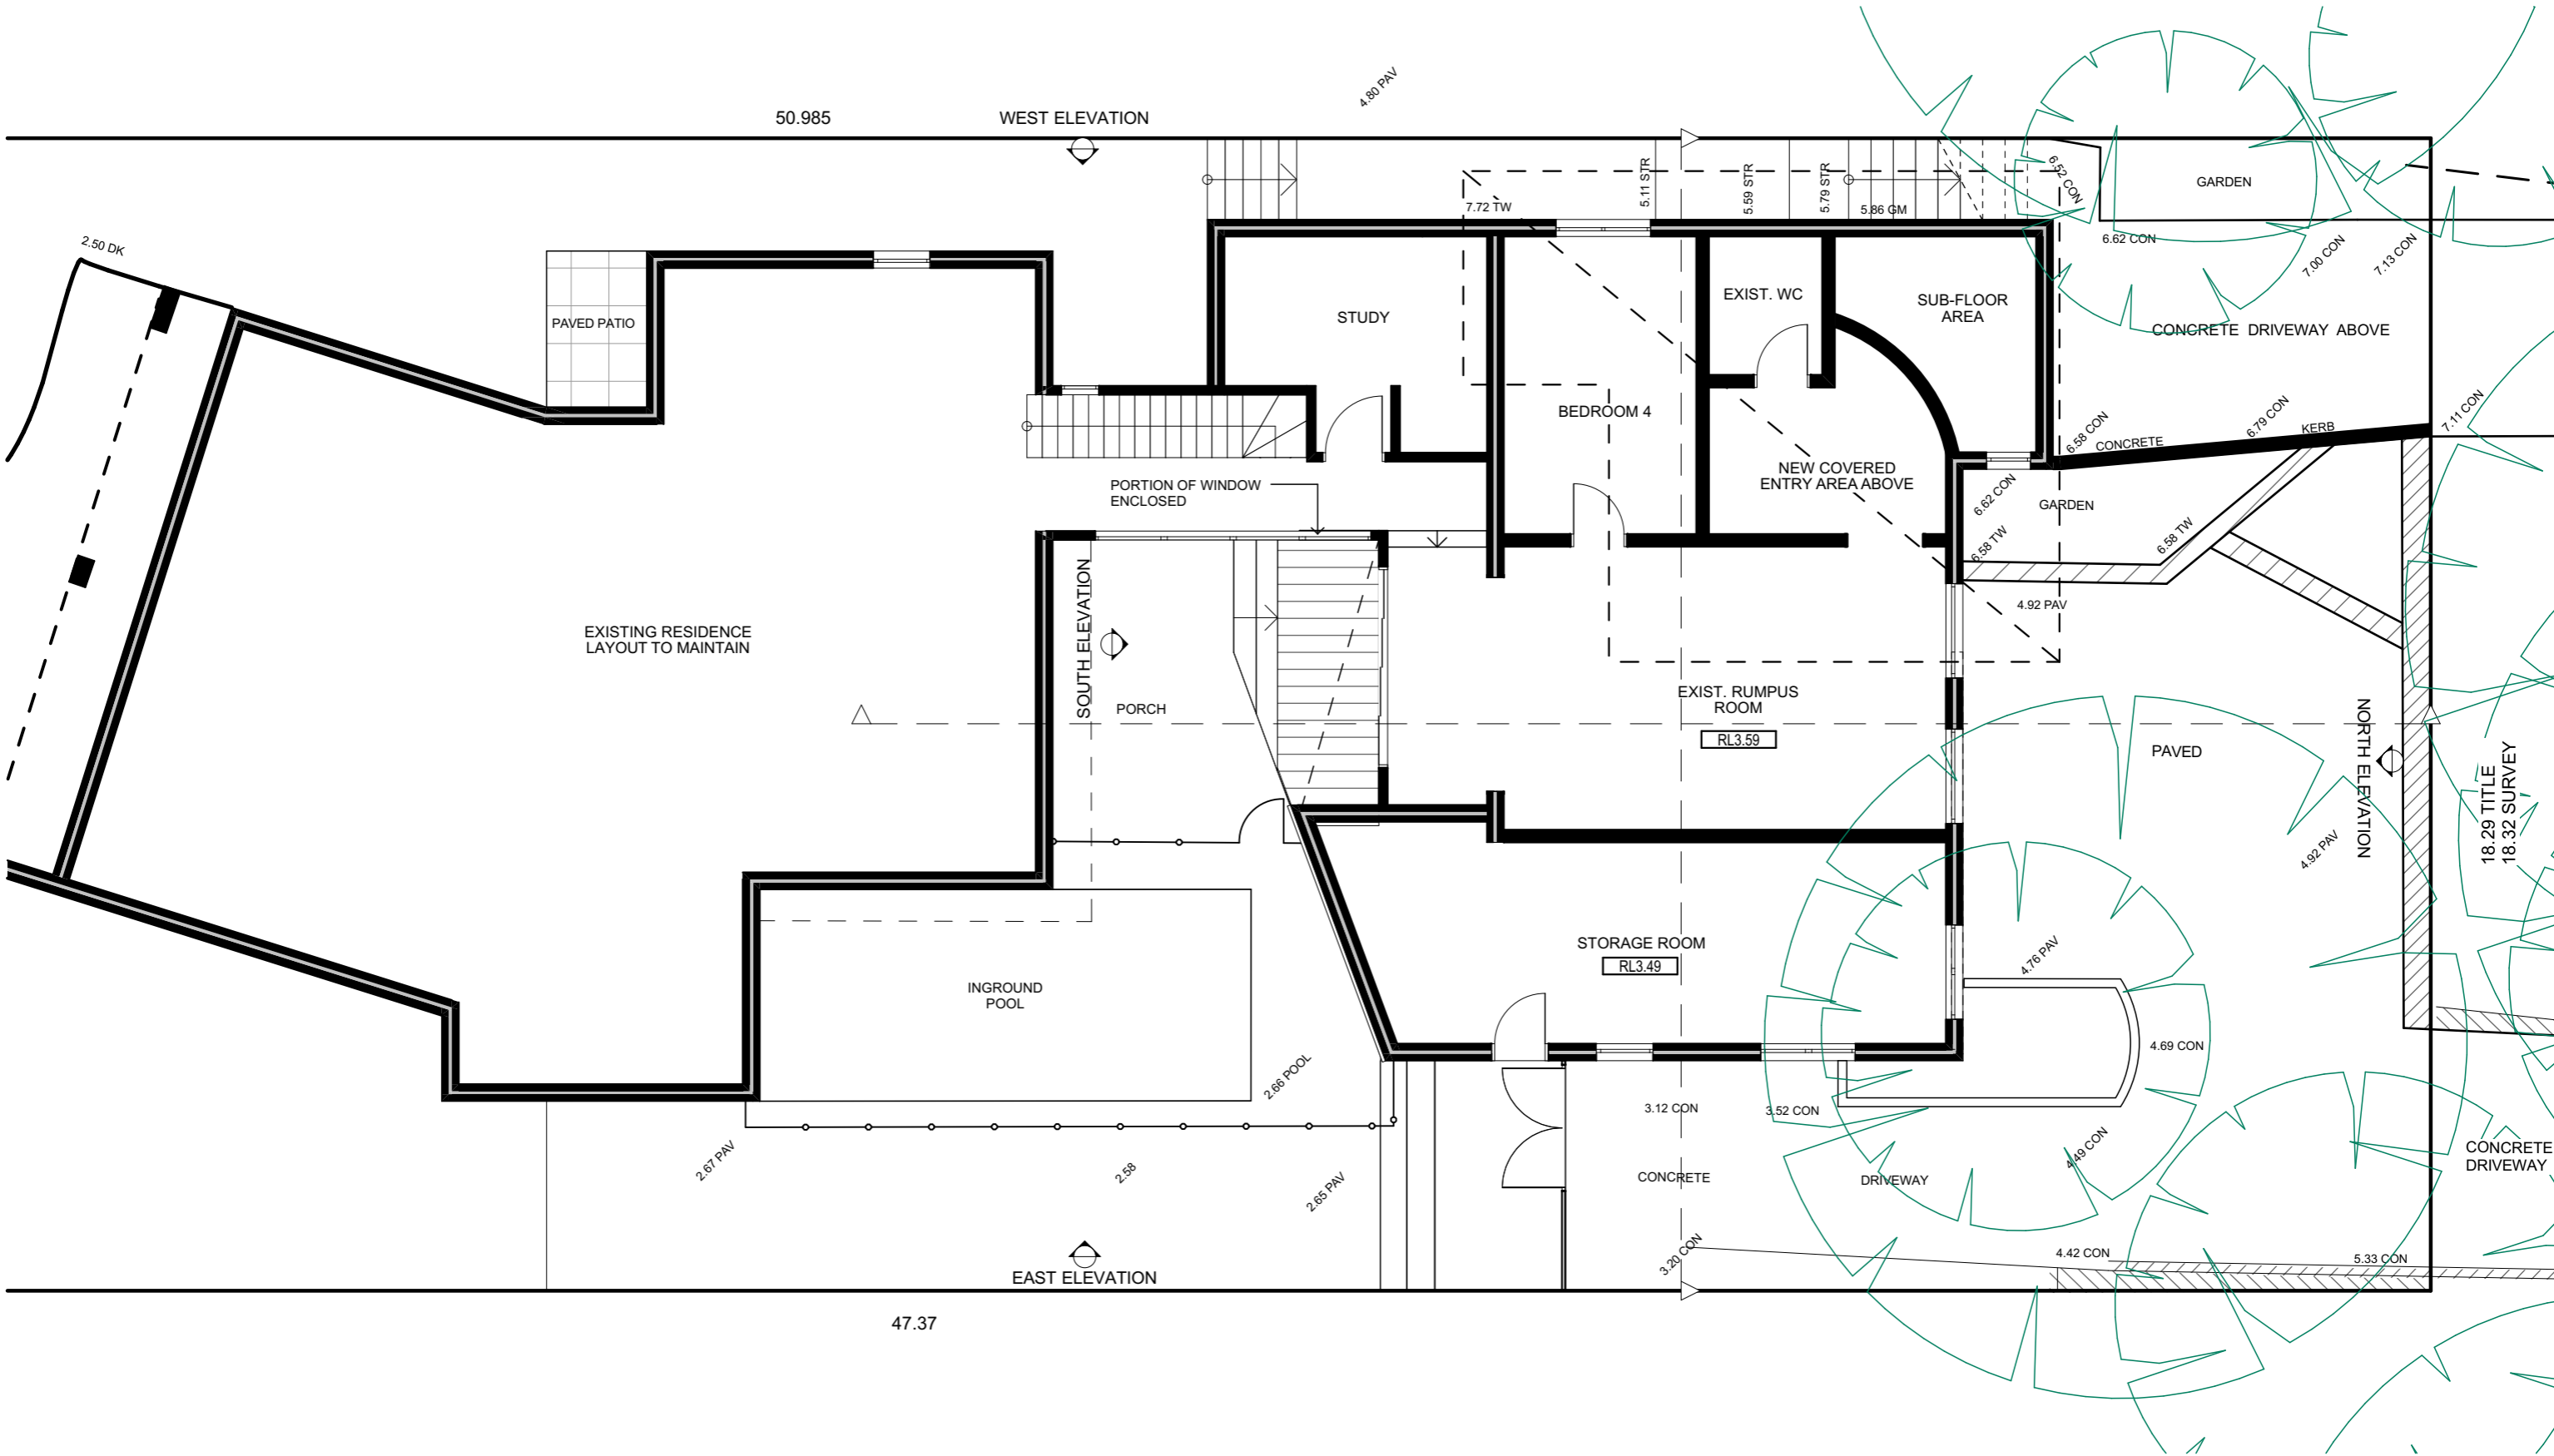 4.80 PAV
50.985
WEST ELEVATION
GARDEN
6.52 CON
5.11 STR
5.59 STR
5.79 STR
5.86 GM
7.72 TW
6.62 CON
7.00 CON
7.13 CON
2.50 DK
PAVED PATIO
STUDY
EXIST. WC
SUB-FLOOR
AREA
CONCRETE DRIVEWAY ABOVE
BEDROOM 4
6.58 CON
CONCRETE
6.79 CON
KERB
7.11 CON
NEW COVERED
ENTRY AREA ABOVE
PORTION OF WINDOW
ENCLOSED
6.62 CON
GARDEN
6.58 TW
6.58 TW
4.92 PAV
EXISTING RESIDENCE
LAYOUT TO MAINTAIN
SOUTH ELEVATION
PORCH
EXIST. RUMPUS
ROOM
RL3.59
PAVED
NORTH ELEVATION
18.29 TITLE
18.32 SURVEY
4.92 PAV
STORAGE ROOM
RL3.49
4.76 PAV
INGROUND
POOL
4.69 CON
2.66 POOL
3.12 CON
3.52 CON
4.49 CON
CONCRETE
DRIVEWAY
2.67 PAV
2.58
2.65 PAV
CONCRETE
DRIVEWAY
3.20 CON
4.42 CON
5.33 CON
EAST ELEVATION
47.37